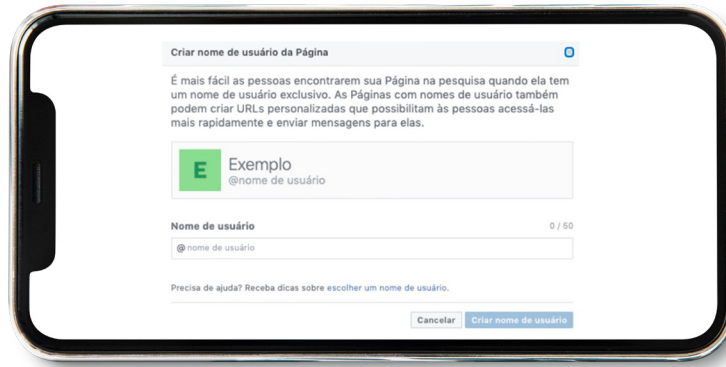 Criar nome de usuário da Página
É mais fácil as pessoas encontrarem sua Página na pesquisa quando ela tem
um nome de usuário exclusivo. As Páginas com nomes de usuário também
podem criar URLs personalizadas que possibilitam às pessoas acessá-las
mais rapidamente e enviar mensagens para elas.
E
Exemplo
@nome de usuário
Nome de usuário 0 / 50
@ nome de usuário
Precisa de ajuda? Receba dicas sobre escolher um nome de usuário.
Cancelar Criar nome de usuário